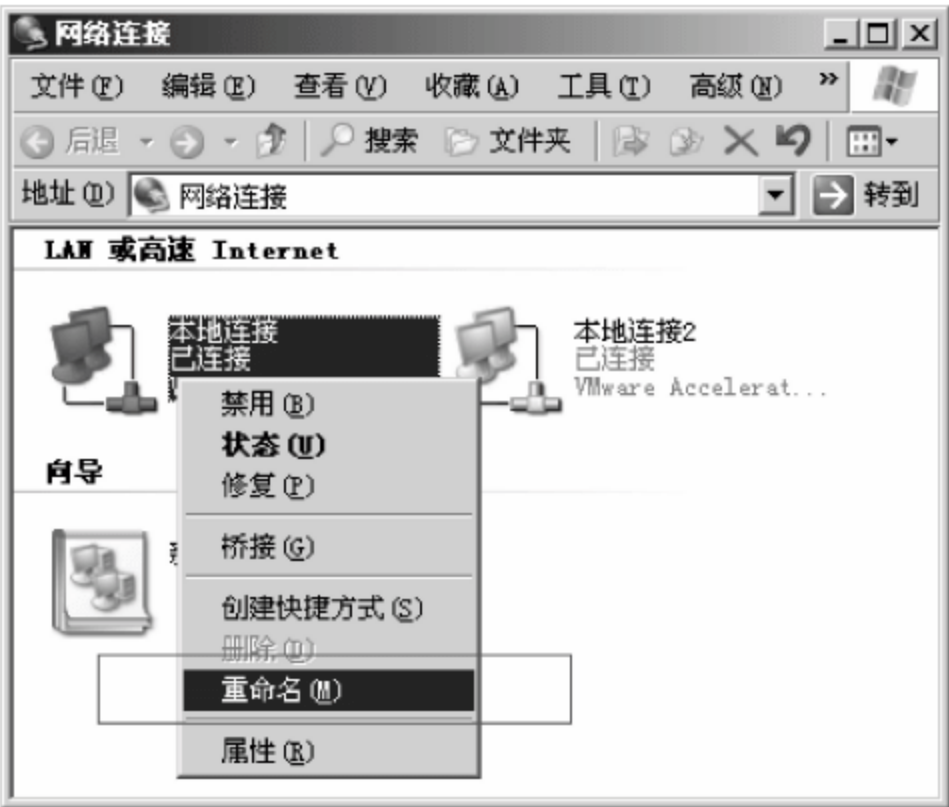 网络连接
文件(F) 编辑(E) 查看(V) 收藏(A) 工具(T) 高级(N) »
后退 搜索 文件夹
地址(D) 网络连接 转到
LAN 或高速 Internet
本地连接
已连接
本地连接2
已连接
VMware Accelerat...
禁用(B)
状态(U)
修复(P)
桥接(G)
创建快捷方式(S)
删除(D)
重命名(M)
属性(R)
向导